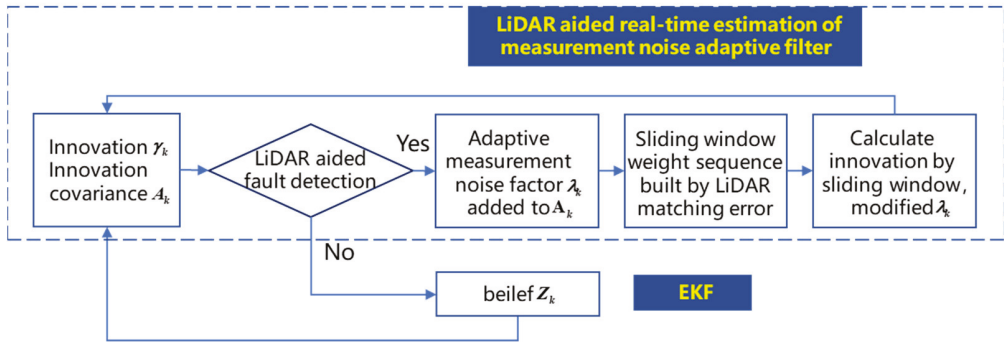 LiDAR aided real-time estimation of
measurement noise adaptive filter
Innovation 𝜸ₖ
Innovation
covariance Aₖ
LiDAR aided
fault detection
Yes
Adaptive
measurement
noise factor λₖ
added to Aₖ
Sliding window
weight sequence
built by LiDAR
matching error
Calculate
innovation by
sliding window,
modified λₖ
No
beilef Zₖ
EKF